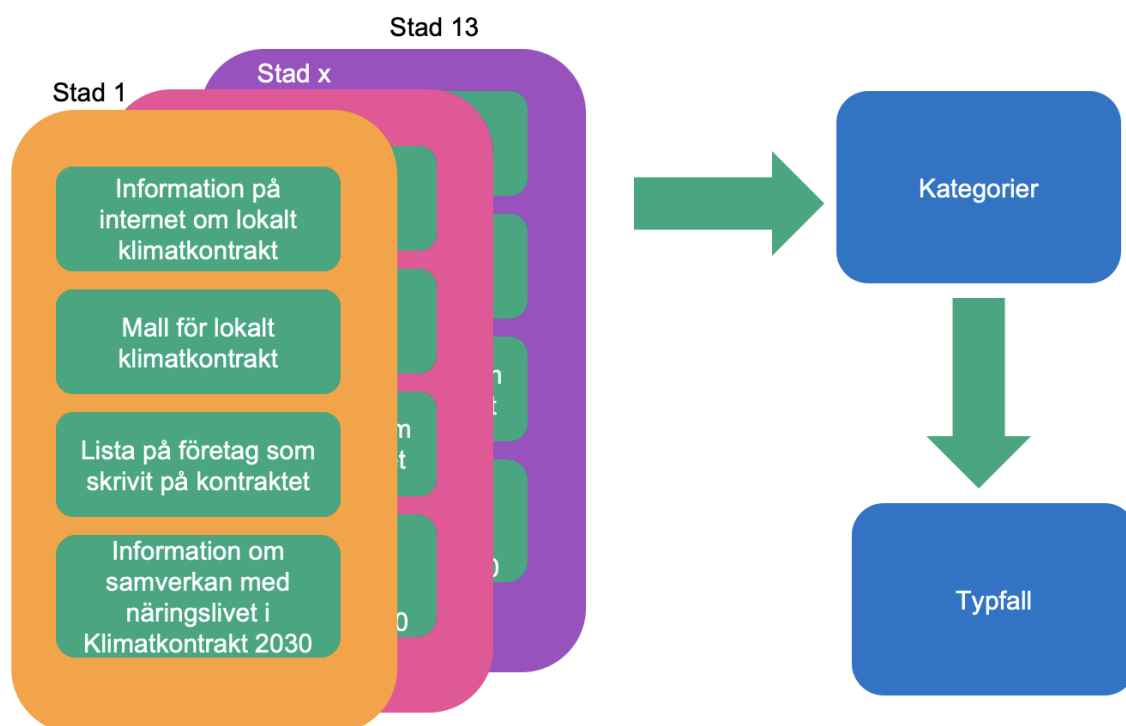 Stad 13
Stad x
Stad 1
Information på
internet om lokalt
klimatkontrakt
Mall för lokalt
klimatkontrakt
Lista på företag som
skrivit på kontraktet
Information om
samverkan med
näringslivet i
Klimatkontrakt 2030
Kategorier
Typfall